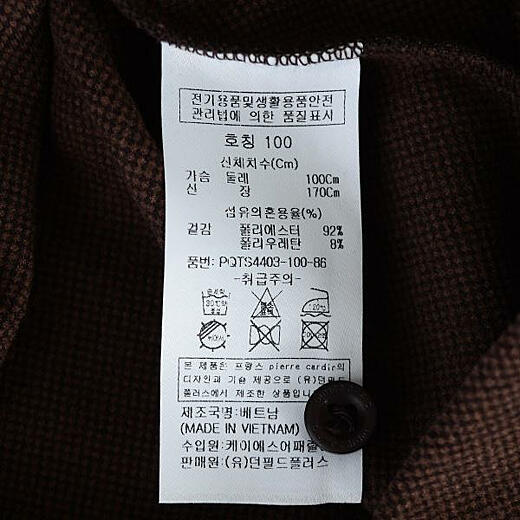 전기용품및생활용품안전
관리법에 의한 품질표시
호칭 100
신체치수(Cm)
가슴 둘레 100Cm
신 장 170Cm
섬유의혼용율(%)
겉감 폴리에스터 92%
폴리우레탄 8%
품번: PQTS4403-100-86
-취급주의-
본 제품은 프랑스 pierre cardin의
디자인과 기술 제공으로 (유)던필드
플러스에서 제조한 상품입니
제조국명:베트남
(MADE IN VIETNAM)
수입원:케이에스어패럴
판매원:(유)던필드플러스